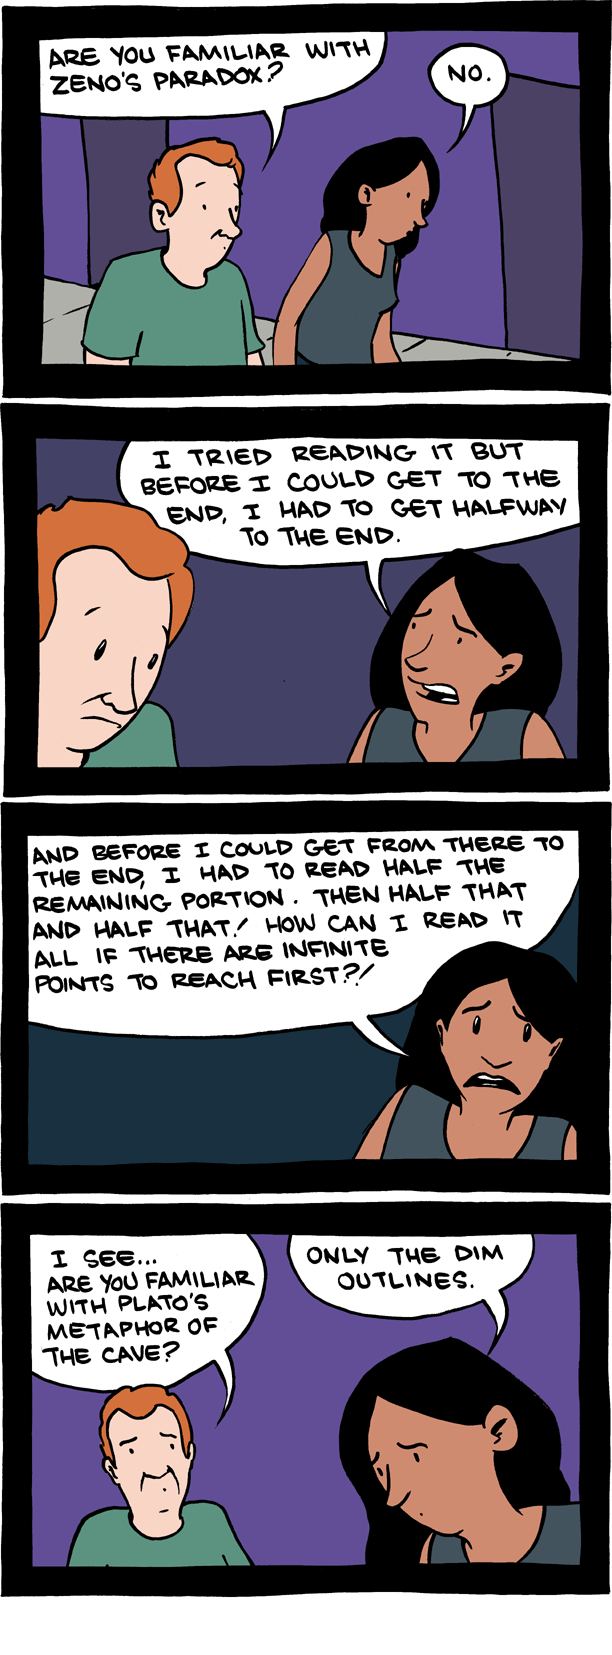 ARE YOU FAMILIAR WITH
ZENO'S PARADOX?
NO.
I TRIED READING IT BUT
BEFORE I COULD GET TO THE
END, I HAD TO GET HALFWAY
TO THE END.
AND BEFORE I COULD GET FROM THERE TO
THE END, I HAD TO READ HALF THE
REMAINING PORTION. THEN HALF THAT
AND HALF THAT! HOW CAN I READ IT
ALL IF THERE ARE INFINITE
POINTS TO REACH FIRST?!
I SEE...
ARE YOU FAMILIAR
WITH PLATO'S
METAPHOR OF
THE CAVE?
ONLY THE DIM
OUTLINES.